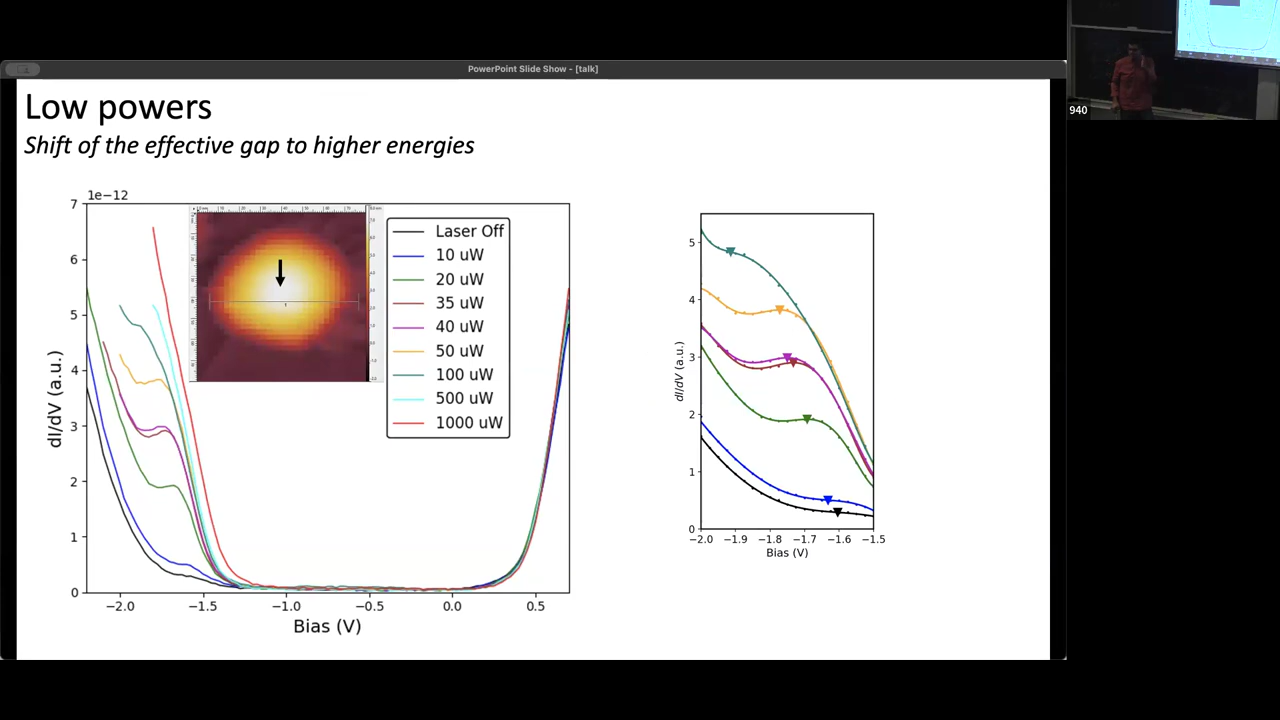 PowerPoint Slide Show - [talk]
940
Low powers
Shift of the effective gap to higher energies
1e−12
7
6
5
4
3
2
1
0
dI/dV (a.u.)
−2.0 −1.5 −1.0 −0.5 0.0 0.5
Bias (V)
Laser Off
10 uW
20 uW
35 uW
40 uW
50 uW
100 uW
500 uW
1000 uW
5
4
3
2
1
0
dI/dV (a.u.)
−2.0 −1.9 −1.8 −1.7 −1.6 −1.5
Bias (V)